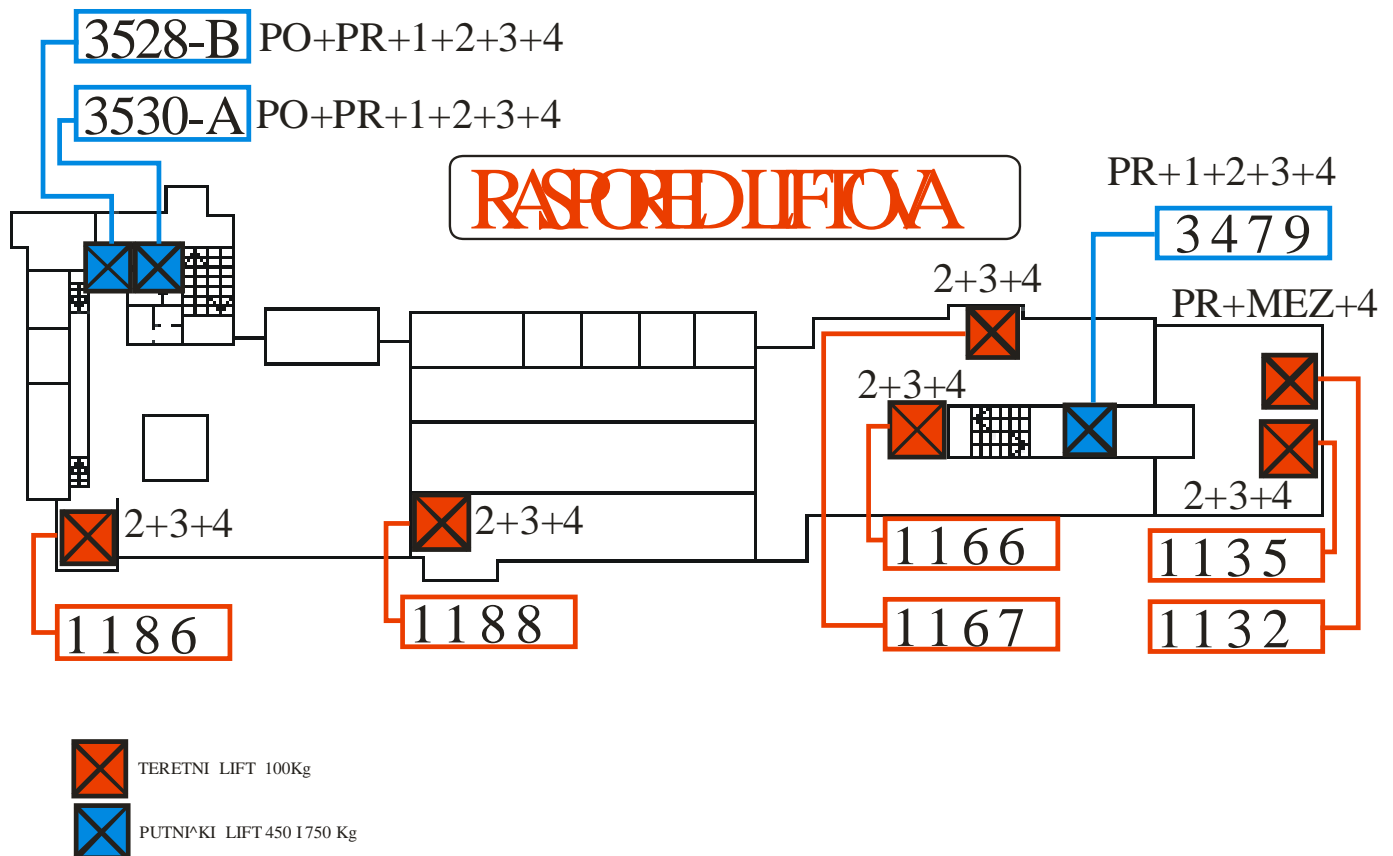 3528-B PO+PR+1+2+3+4
3530-A PO+PR+1+2+3+4
RASPORED LIFTOVA
PR+1+2+3+4
3479
2+3+4
PR+MEZ+4
2+3+4
2+3+4
2+3+4
2+3+4
1166
1135
1186
1188
1167
1132
TERETNI LIFT 100Kg
PUTNI^KI LIFT 450 I 750 Kg